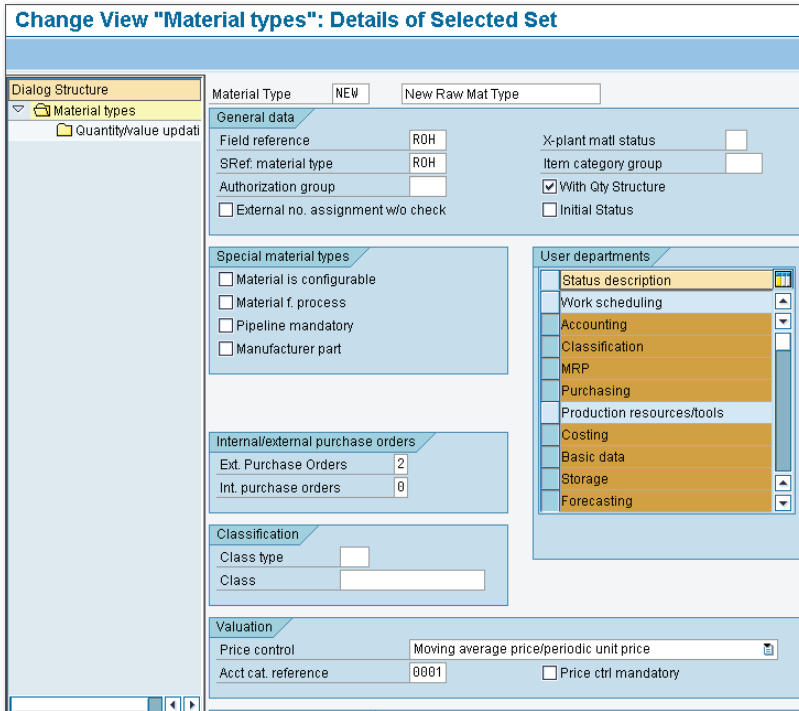 Change View "Material types": Details of Selected Set
Dialog Structure
Material types
Quantity/value updati
Material Type NEW New Raw Mat Type
General data
Field reference ROH X-plant matl status
SRef: material type ROH Item category group
Authorization group With Qty Structure
External no. assignment w/o check Initial Status
Special material types
Material is configurable
Material f. process
Pipeline mandatory
Manufacturer part
User departments
Status description
Work scheduling
Accounting
Classification
MRP
Purchasing
Production resources/tools
Costing
Basic data
Storage
Forecasting
Internal/external purchase orders
Ext. Purchase Orders 2
Int. purchase orders 0
Classification
Class type
Class
Valuation
Price control Moving average price/periodic unit price
Acct cat. reference 0001 Price ctrl mandatory